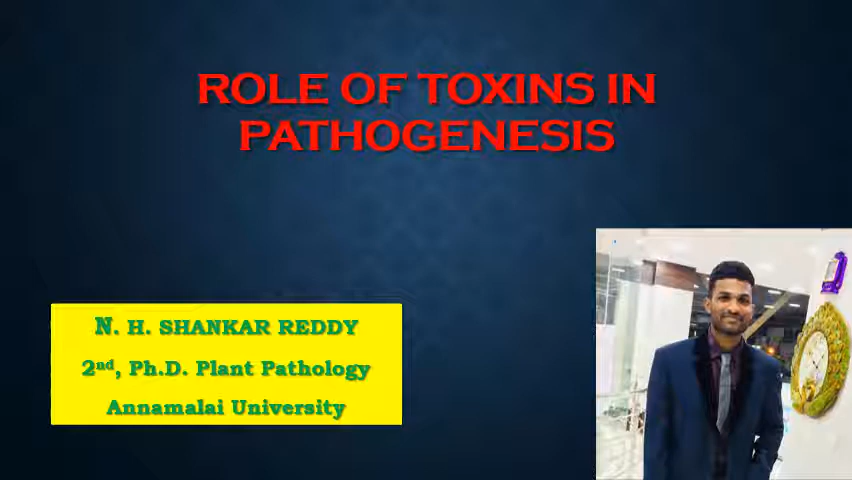 ROLE OF TOXINS IN
PATHOGENESIS
N. H. SHANKAR REDDY
2nd, Ph.D. Plant Pathology
Annamalai University